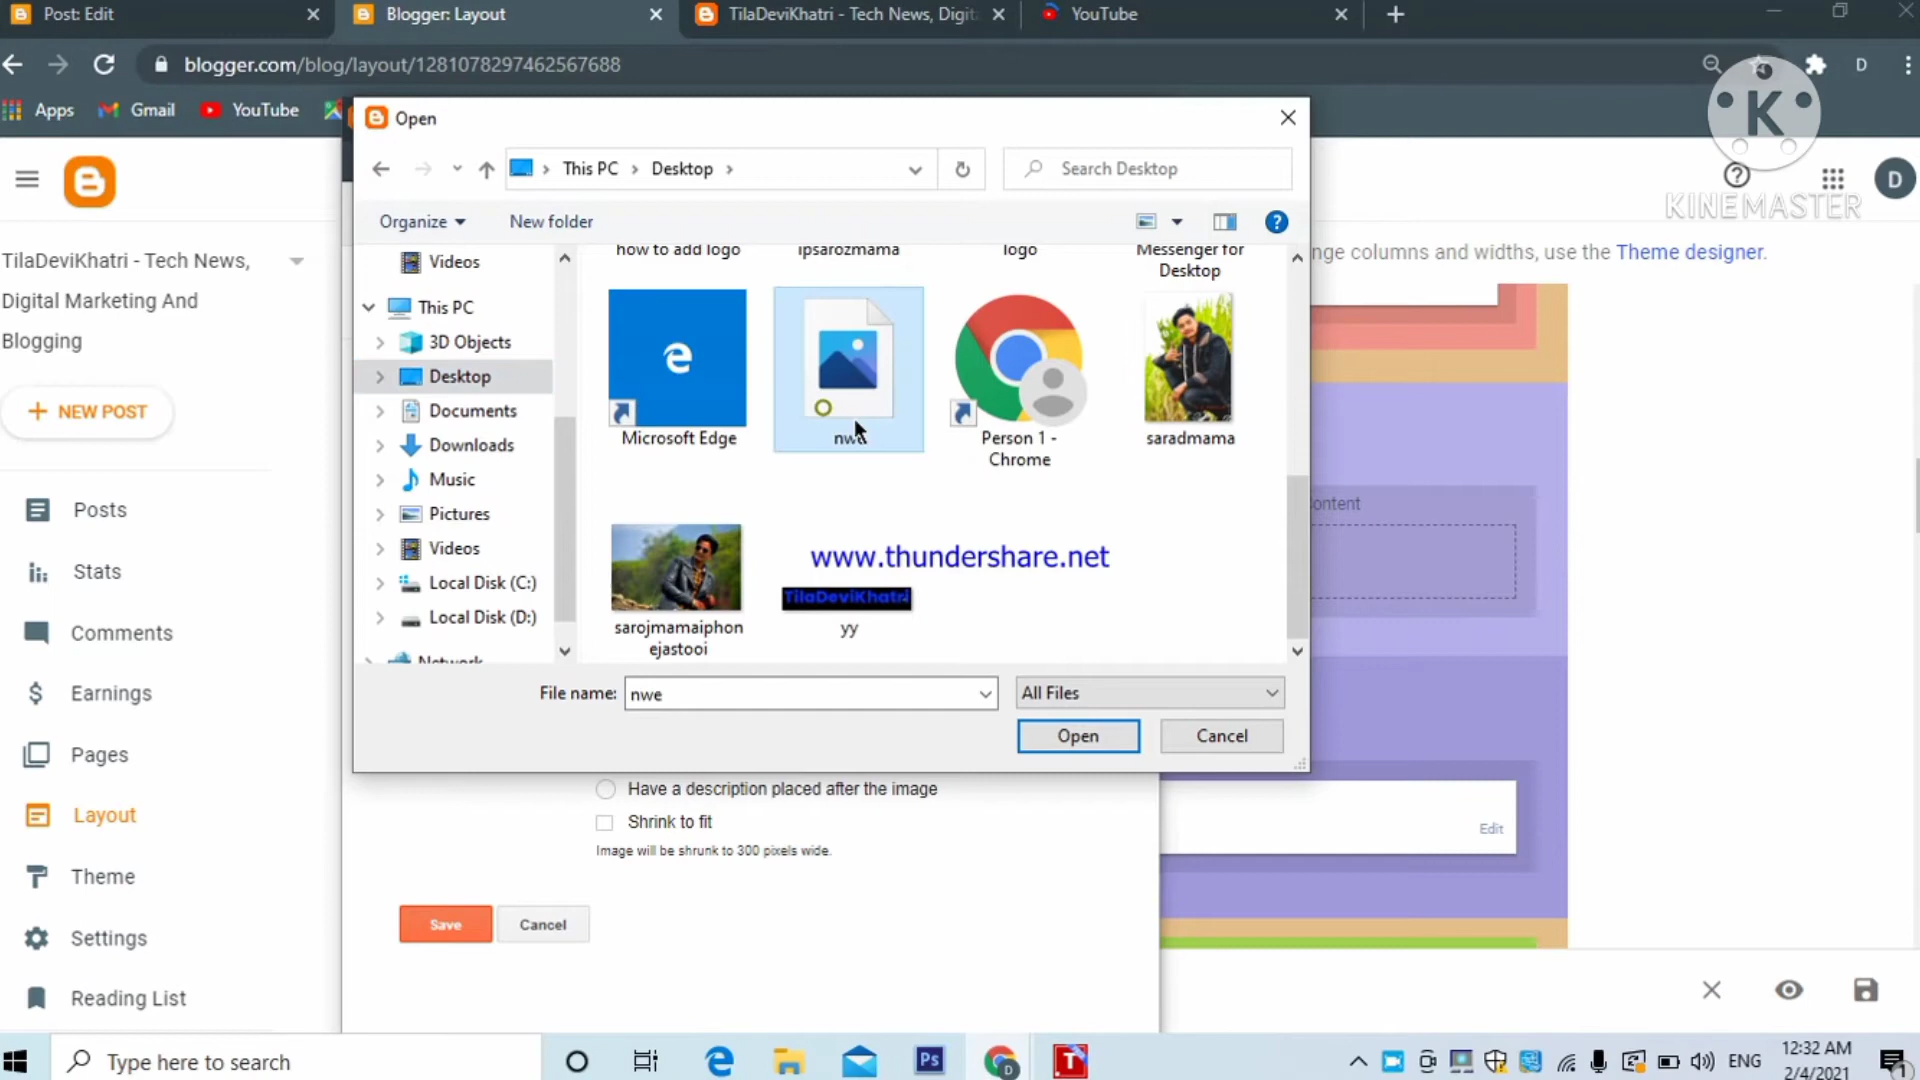 Post: Edit
Blogger: Layout
TilaDeviKhatri - Tech News, Digit
YouTube
blogger.com/blog/layout/1281078297462567688
D
Apps
Gmail
YouTube
K
KINEMASTER
Open
This PC
Desktop
Search Desktop
Organize
New folder
D
TilaDeviKhatri - Tech News,
Digital Marketing And
Blogging
nge columns and widths, use the Theme designer.
Videos
This PC
3D Objects
Desktop
Documents
Downloads
Music
Pictures
Videos
Local Disk (C:)
Local Disk (D:)
Network
how to add logo
ipsarozmama
logo
Messenger for
Desktop
Microsoft Edge
Person 1 -
Chrome
saradmama
sarojmamaiphon
ejastooi
www.thundershare.net
TilaDeviKhatri
yy
File name:
nwe
All Files
Open
Cancel
NEW POST
Posts
Stats
Comments
Earnings
Pages
Layout
Theme
Settings
Reading List
ontent
Edit
Have a description placed after the image
Shrink to fit
Image will be shrunk to 300 pixels wide.
Save
Cancel
Type here to search
Ps
T
D
ENG
12:32 AM
2/4/2021
1